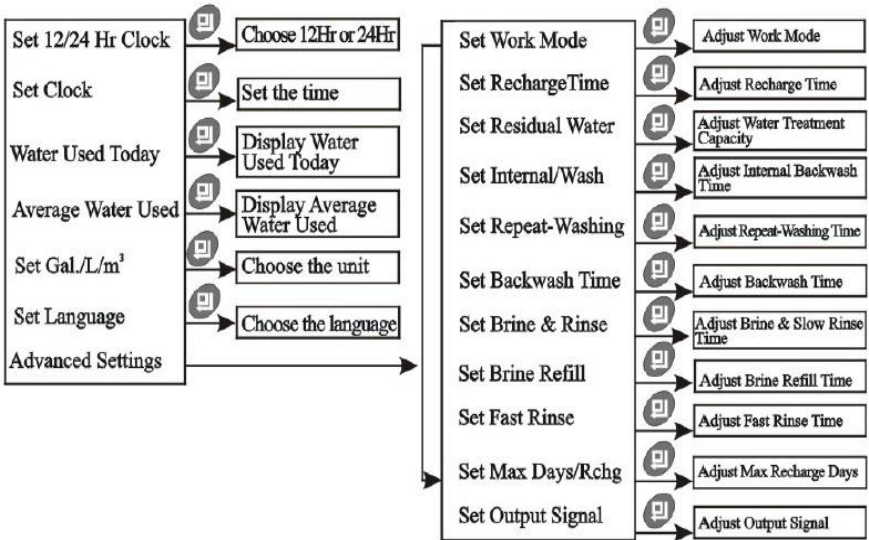 Set 12/24 Hr Clock
Choose 12Hr or 24Hr
Set Clock
Set the time
Water Used Today
Display Water
Used Today
Average Water Used
Display Average
Water Used
Set Gal./L/m³
Choose the unit
Set Language
Choose the language
Advanced Settings
Set Work Mode
Adjust Work Mode
Set RechargeTime
Adjust Recharge Time
Set Residual Water
Adjust Water Treatment
Capacity
Set Internal/Wash
Adjust Internal Backwash
Time
Set Repeat-Washing
Adjust Repeat-Washing Time
Set Backwash Time
Adjust Backwash Time
Set Brine & Rinse
Adjust Brine & Slow Rinse
Time
Set Brine Refill
Adjust Brine Refill Time
Set Fast Rinse
Adjust Fast Rinse Time
Set Max Days/Rchg
Adjust Max Recharge Days
Set Output Signal
Adjust Output Signal